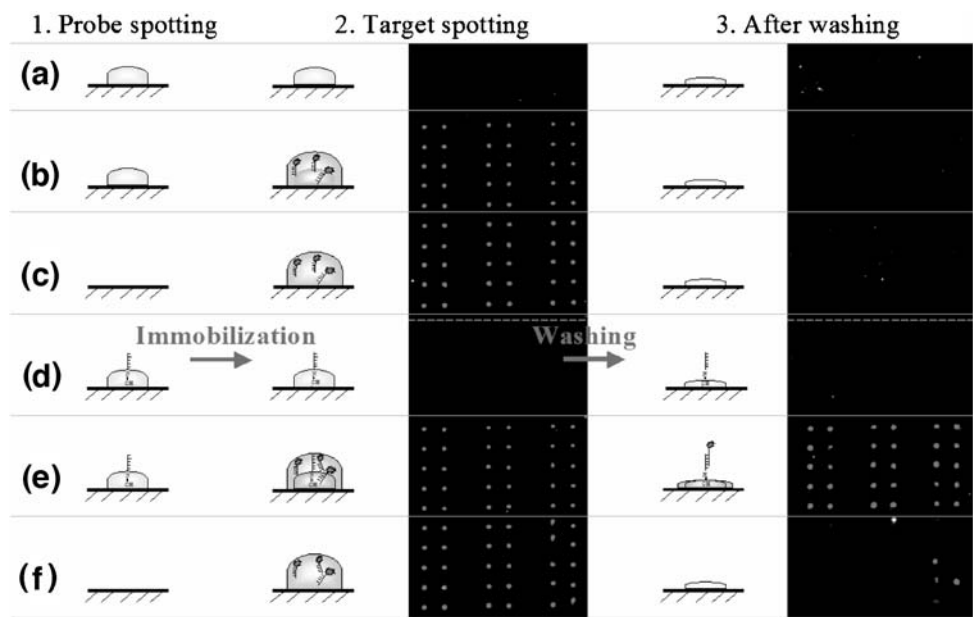 1. Probe spotting 2. Target spotting 3. After washing
(a)
(b)
(c)
Immobilization Washing
(d)
(e)
(f)